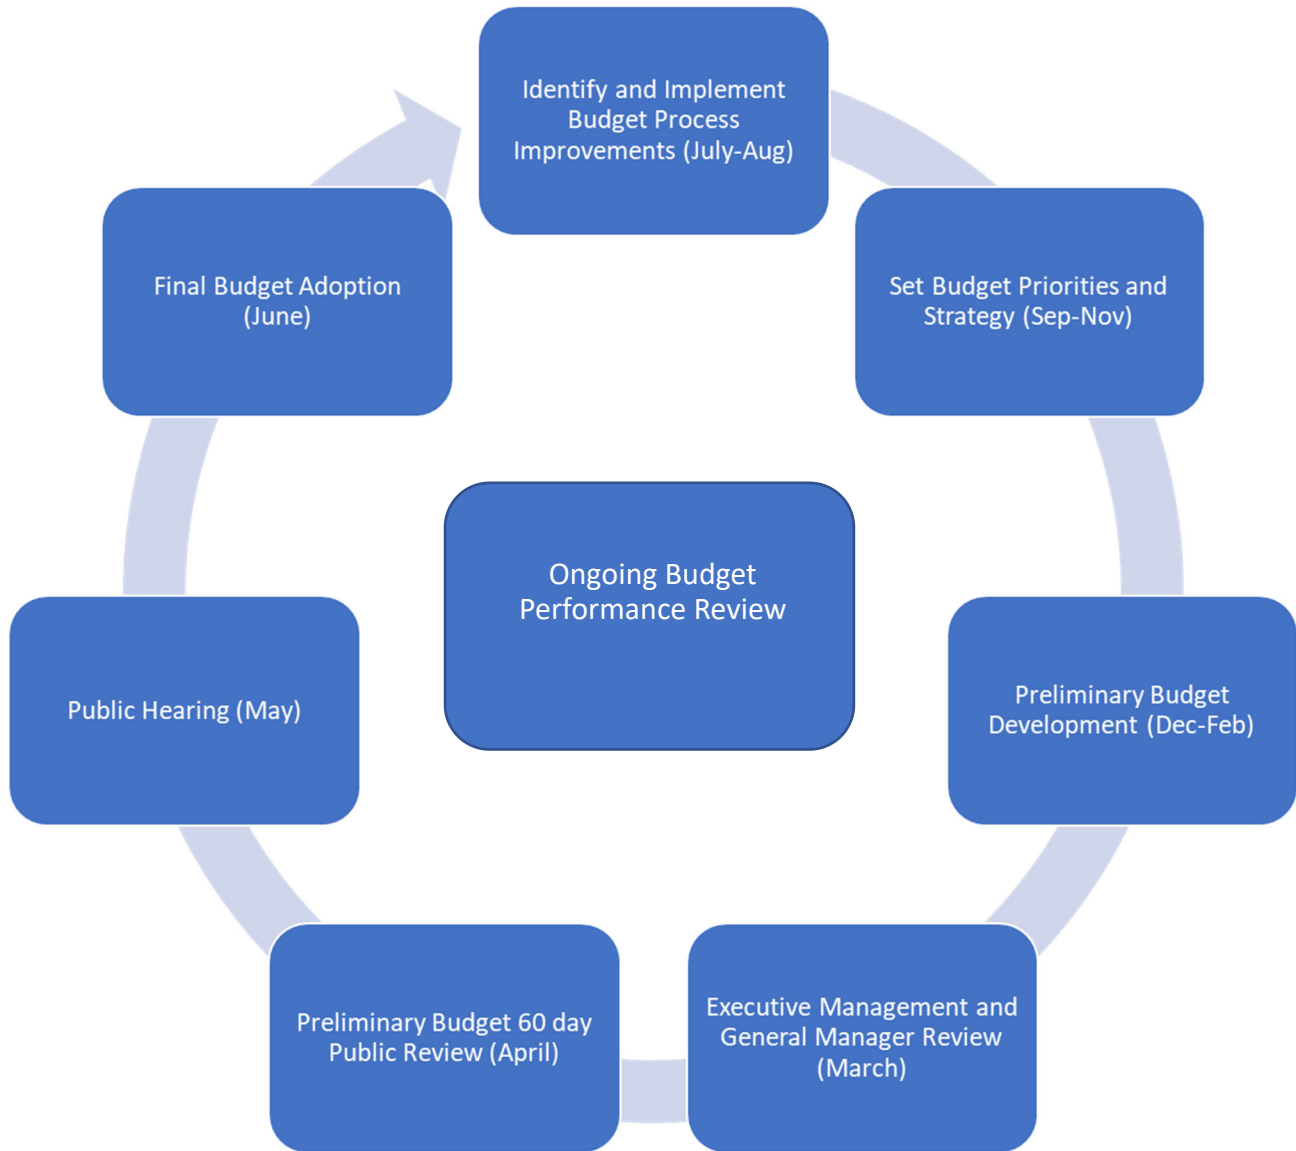 Identify and Implement
Budget Process
Improvements (July-Aug)
Set Budget Priorities and
Strategy (Sep-Nov)
Preliminary Budget
Development (Dec-Feb)
Executive Management and
General Manager Review
(March)
Preliminary Budget 60 day
Public Review (April)
Public Hearing (May)
Final Budget Adoption
(June)
Ongoing Budget
Performance Review